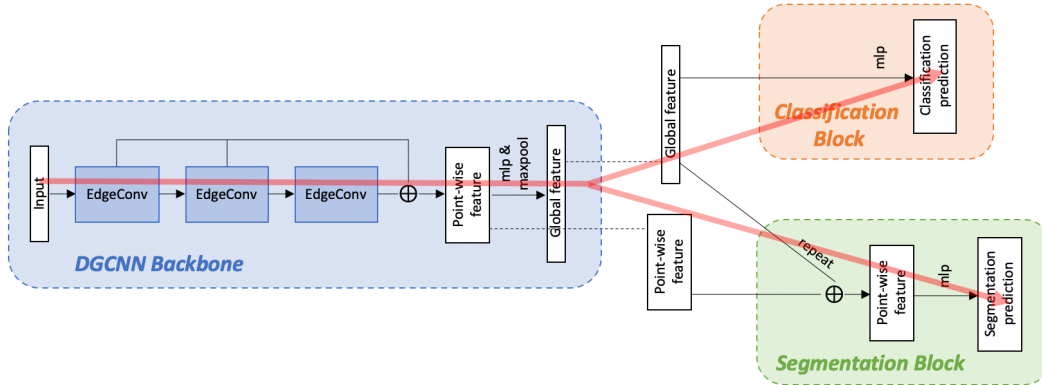 Input
EdgeConv
EdgeConv
EdgeConv
Point-wise
feature
mlp &
maxpool
Global feature
DGCNN Backbone
Global feature
Point-wise
feature
mlp
Classification
prediction
Classification
Block
repeat
Point-wise
feature
mlp
Segmentation
prediction
Segmentation Block